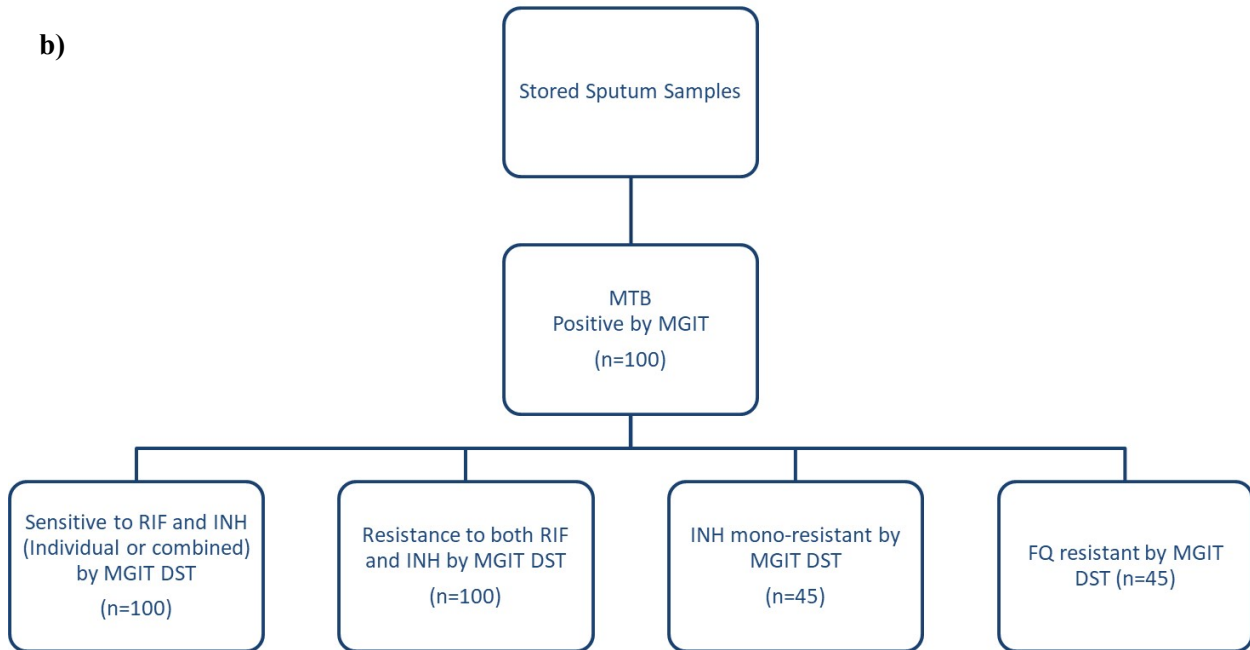 b)
Stored Sputum Samples
MTB
Positive by MGIT
(n=100)
Sensitive to RIF and INH
(Individual or combined)
by MGIT DST
(n=100)
Resistance to both RIF
and INH by MGIT DST
(n=100)
INH mono-resistant by
MGIT DST
(n=45)
FQ resistant by MGIT
DST (n=45)